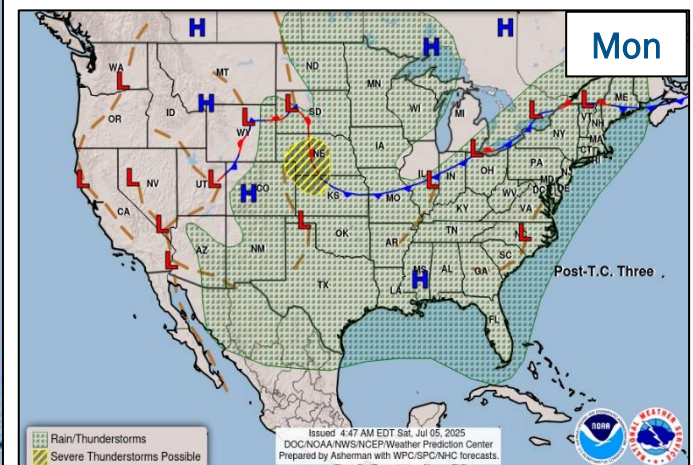 Mon
H
H
H
WA
L
MT
ND
MN
OR
ID
H
WY
L
L
SD
WI
MI
L
L
ME
VT
NH
NY
MA
CT
RI
IA
NE
L
L
OH
PA
NJ
MD
DE
DC
IL
IN
WV
VA
L
L
NV
UT
L
CO
H
KS
MO
L
KY
CA
L
L
AZ
NM
L
OK
AR
TN
NC
L
SC
MS
H
AL
GA
LA
TX
FL
Post-T.C. Three
Rain/Thunderstorms
Severe Thunderstorms Possible
Issued 4:47 AM EDT Sat, Jul 05, 2025
DOC/NOAA/NWS/NCEP/Weather Prediction Center
Prepared by Asherman with WPC/SPC/NHC forecasts.
NOAA
NATIONAL WEATHER SERVICE